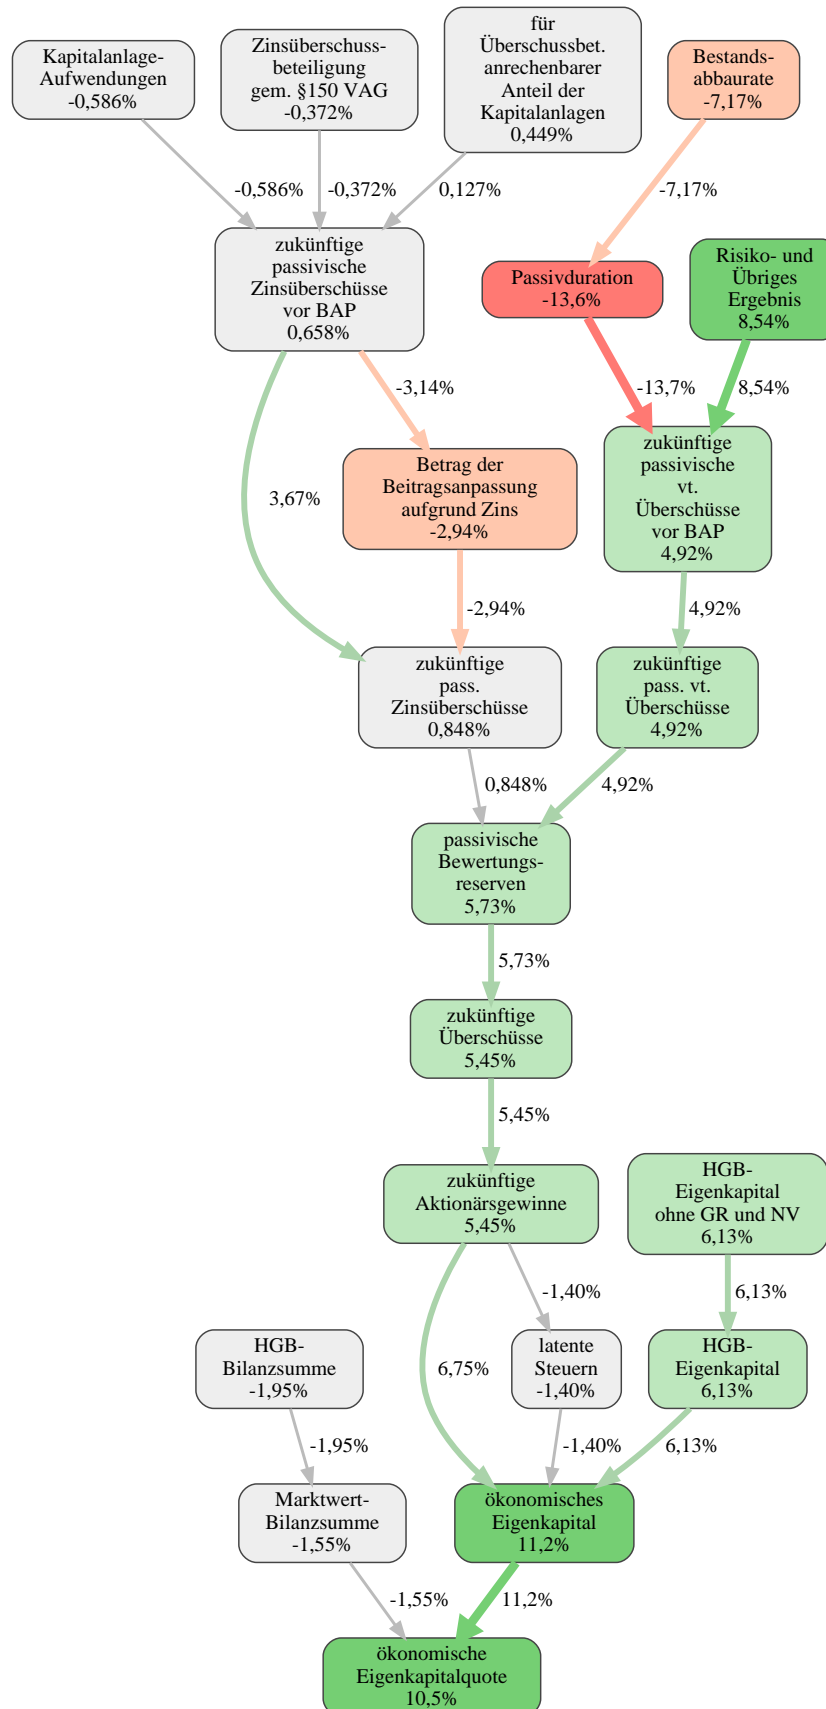 Kapitalanlage-
Aufwendungen
-0,586%
Zinsüberschuss-
beteiligung
gem. §150 VAG
-0,372%
für
Überschussbet.
anrechenbarer
Anteil der
Kapitalanlagen
0,449%
Bestands-
abbaurate
-7,17%
-0,586%
-0,372%
0,127%
-7,17%
zukünftige
passivische
Zinsüberschüsse
vor BAP
0,658%
Passivduration
-13,6%
Risiko- und
Übriges
Ergebnis
8,54%
-3,14%
-13,7%
8,54%
3,67%
Betrag der
Beitragsanpassung
aufgrund Zins
-2,94%
zukünftige
passivische
vt.
Überschüsse
vor BAP
4,92%
-2,94%
4,92%
zukünftige
pass.
Zinsüberschüsse
0,848%
zukünftige
pass. vt.
Überschüsse
4,92%
0,848%
4,92%
passivische
Bewertungs-
reserven
5,73%
5,73%
zukünftige
Überschüsse
5,45%
5,45%
zukünftige
Aktionärsgewinne
5,45%
HGB-
Eigenkapital
ohne GR und NV
6,13%
-1,40%
6,13%
6,75%
HGB-
Bilanzsumme
-1,95%
latente
Steuern
-1,40%
HGB-
Eigenkapital
6,13%
-1,95%
-1,40%
6,13%
Marktwert-
Bilanzsumme
-1,55%
ökonomisches
Eigenkapital
11,2%
-1,55%
11,2%
ökonomische
Eigenkapitalquote
10,5%